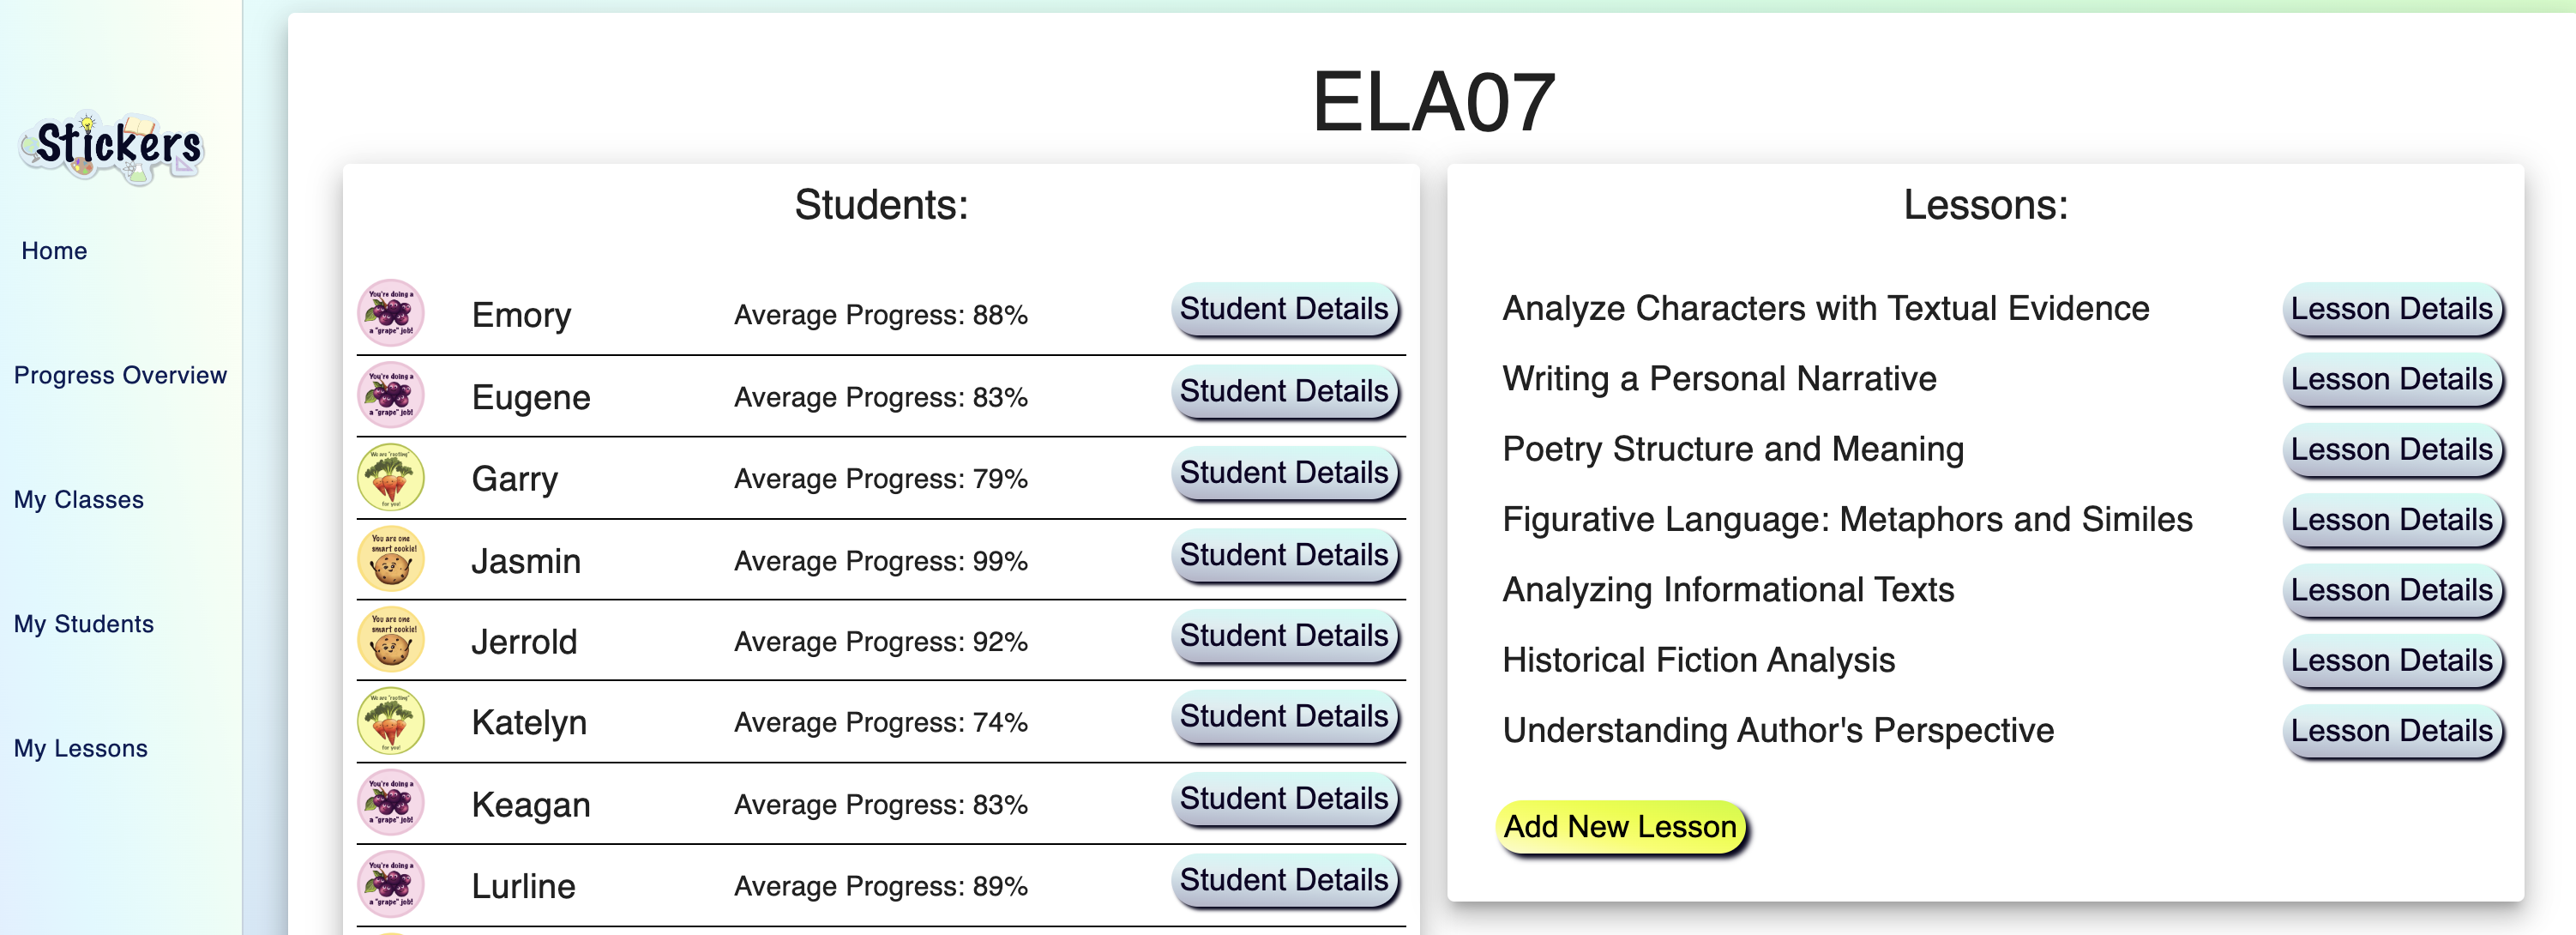 Stickers
Home
Progress Overview
My Classes
My Students
My Lessons
ELA07
Students:
You're doing a
a "grape" job!
Emory
Average Progress: 88%
Student Details
You're doing a
a "grape" job!
Eugene
Average Progress: 83%
Student Details
We are "rooting"
for you!
Garry
Average Progress: 79%
Student Details
You are one
smart cookie!
Jasmin
Average Progress: 99%
Student Details
You are one
smart cookie!
Jerrold
Average Progress: 92%
Student Details
We are "rooting"
for you!
Katelyn
Average Progress: 74%
Student Details
You're doing a
a "grape" job!
Keagan
Average Progress: 83%
Student Details
You're doing a
a "grape" job!
Lurline
Average Progress: 89%
Student Details
Lessons:
Analyze Characters with Textual Evidence
Lesson Details
Writing a Personal Narrative
Lesson Details
Poetry Structure and Meaning
Lesson Details
Figurative Language: Metaphors and Similes
Lesson Details
Analyzing Informational Texts
Lesson Details
Historical Fiction Analysis
Lesson Details
Understanding Author's Perspective
Lesson Details
Add New Lesson